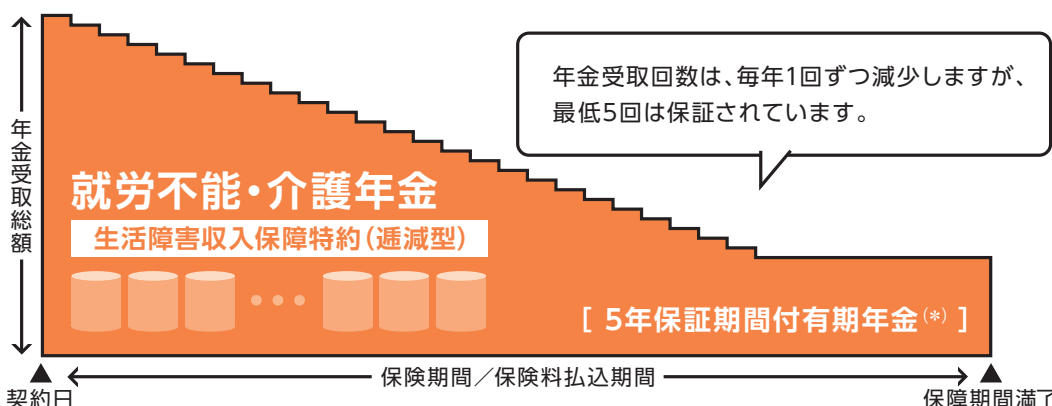 年金受取回数は、毎年1回ずつ減少しますが、
最低5回は保証されています。
年金受取総額
就労不能・介護年金
生活障害収入保障特約(逓減型)
[ 5年保証期間付有期年金(*) ]
保険期間/保険料払込期間
契約日
保障期間満了